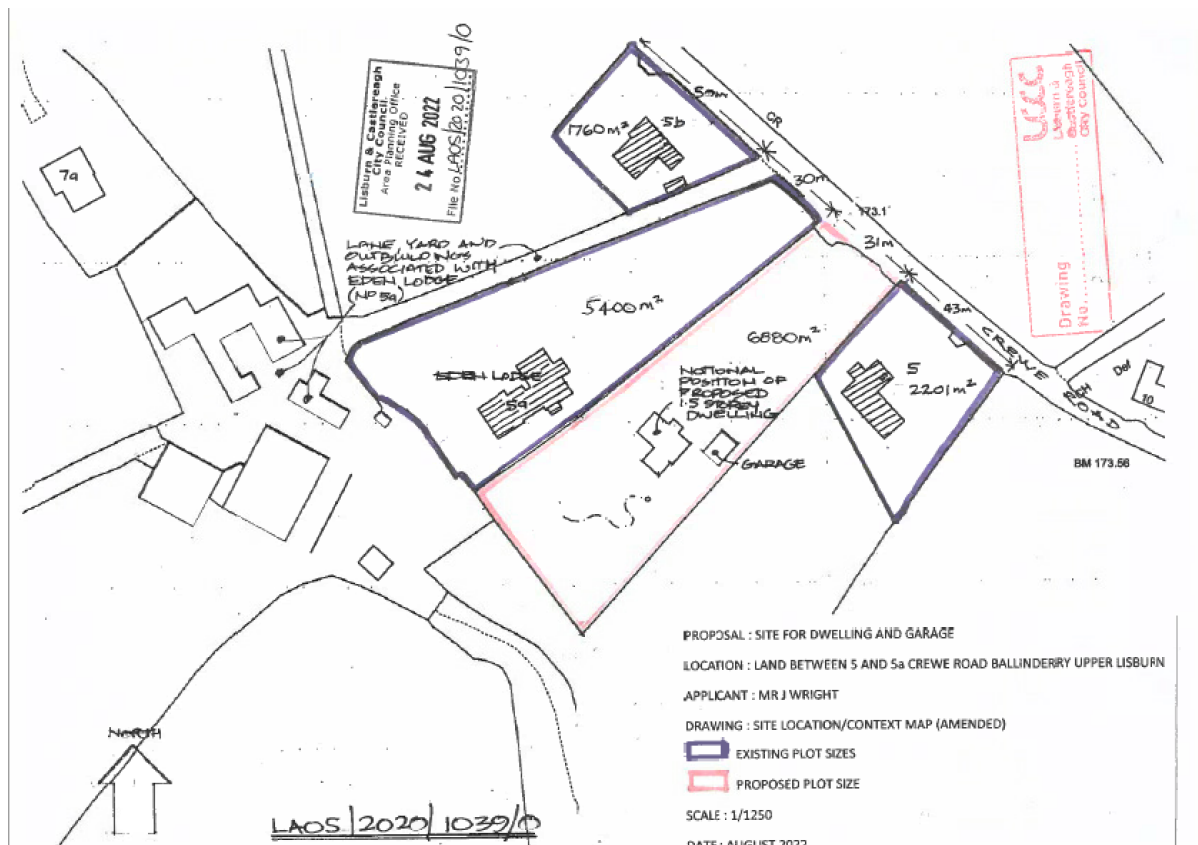 Lisburn & Castlereagh
City Council
Area Planning Office
RECEIVED
24 AUG 2022
File No LA05/2020/1039/0
7a
LANE, YARD AND
OUTBUILDINGS
ASSOCIATED WITH
EDEN LODGE
(NO 5a)
1760m²
5b
50m
CR
30m
173.1
31m
43m
CREWE ROAD
5400m²
6880m²
EDEN LODGE
5a
NOTIONAL
POSITION OF
PROPOSED
1.5 STOREY
DWELLING
GARAGE
5
2201m²
Def
10
BM 173.56
Lisburn &
Castlereagh
City Council
Drawing
No.
PROPOSAL : SITE FOR DWELLING AND GARAGE
LOCATION : LAND BETWEEN 5 AND 5a CREWE ROAD BALLINDERRY UPPER LISBURN
APPLICANT : MR J WRIGHT
DRAWING : SITE LOCATION/CONTEXT MAP (AMENDED)
EXISTING PLOT SIZES
PROPOSED PLOT SIZE
SCALE : 1/1250
DATE : AUGUST 2022
NORTH
LA05/2020/1039/0